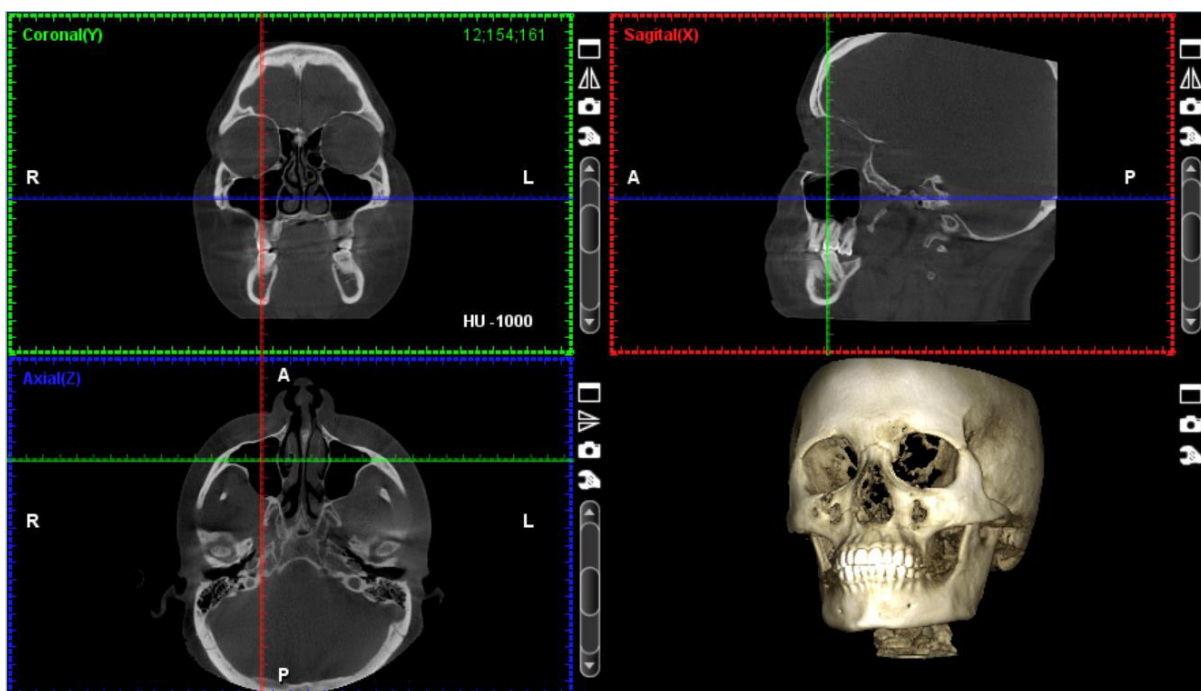 Coronal(Y)
12;154;161
R
L
HU -1000
Sagital(X)
A
P
Axial(Z)
A
R
L
P